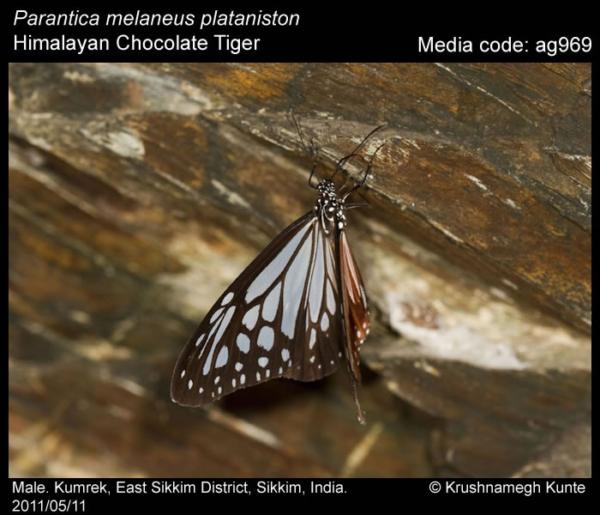 Parantica melaneus plataniston
Himalayan Chocolate Tiger
Media code: ag969
Male. Kumrek, East Sikkim District, Sikkim, India.
2011/05/11
© Krushnamegh Kunte